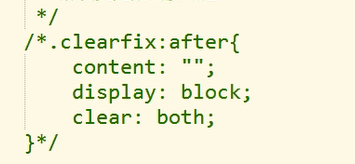 */
/*.clearfix:after{
content: "";
display: block;
clear: both;
}*/